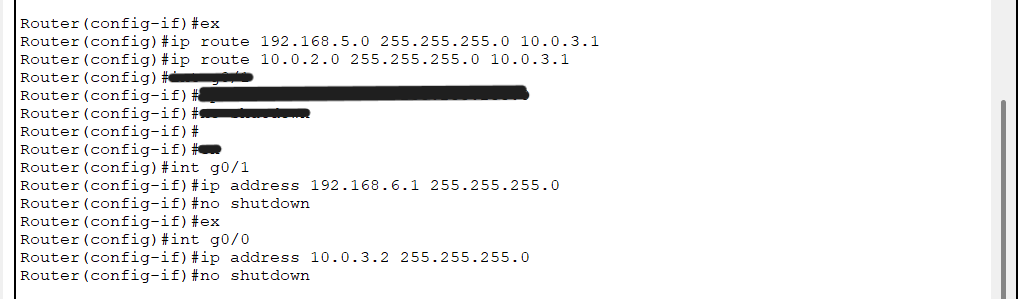 Router(config-if)#ex
Router(config)#ip route 192.168.5.0 255.255.255.0 10.0.3.1
Router(config)#ip route 10.0.2.0 255.255.255.0 10.0.3.1
Router(config)#
Router(config-if)#
Router(config-if)#
Router(config-if)#
Router(config-if)#
Router(config)#int g0/1
Router(config-if)#ip address 192.168.6.1 255.255.255.0
Router(config-if)#no shutdown
Router(config-if)#ex
Router(config)#int g0/0
Router(config-if)#ip address 10.0.3.2 255.255.255.0
Router(config-if)#no shutdown